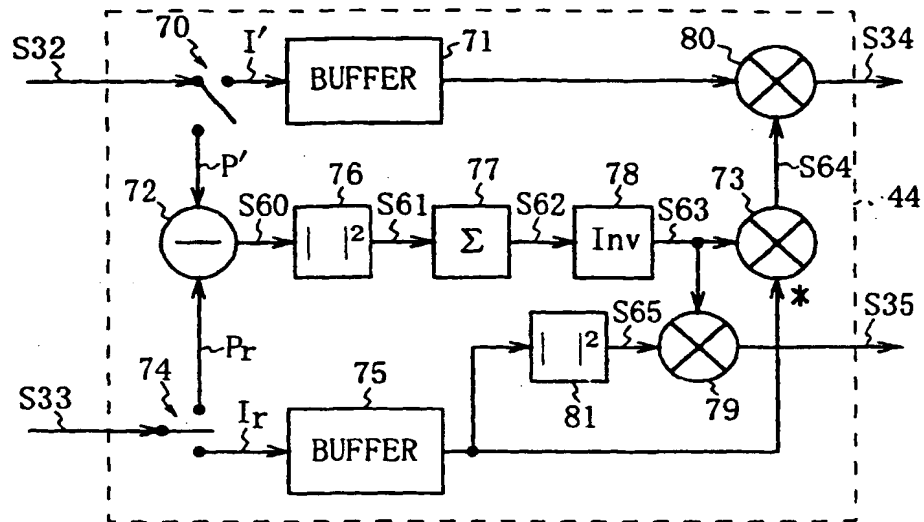 70
I'
71
80
S32
BUFFER
S34
P'
S64
44
72
76
77
78
73
S60
S61
S62
S63
−
| |²
Σ
Inv
*
S65
S35
Pr
74
75
81
79
S33
Ir
BUFFER